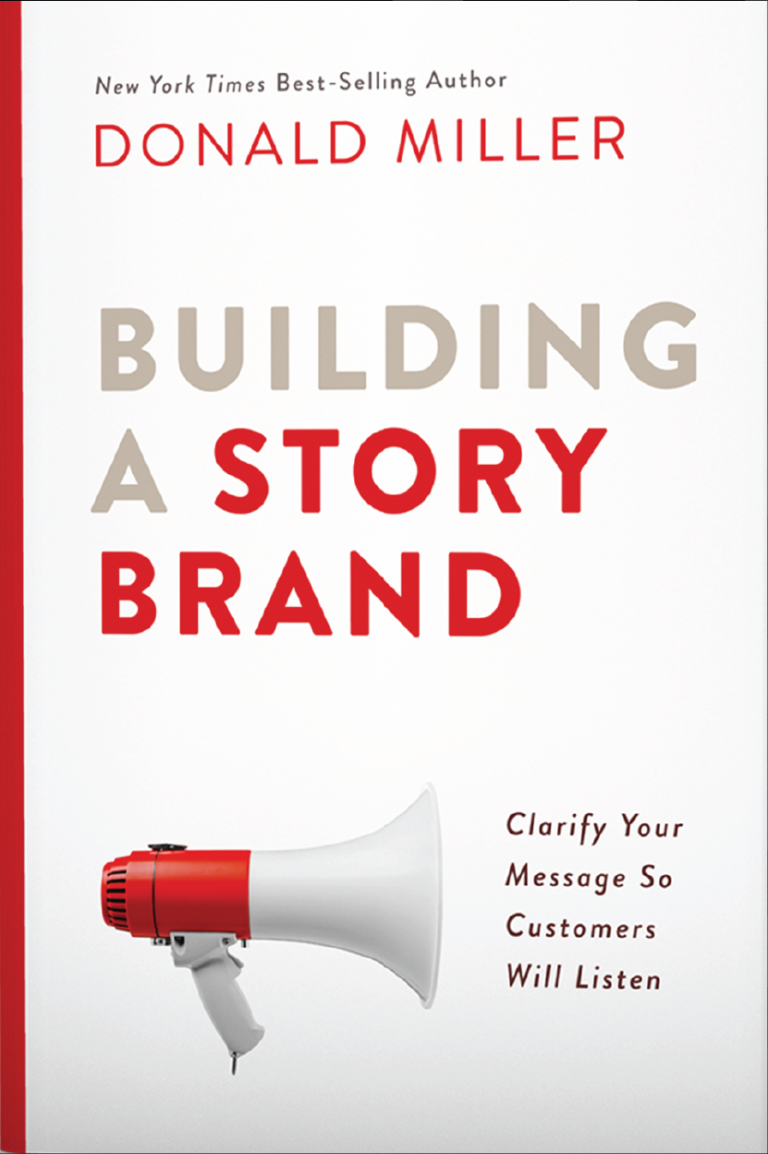 New York Times Best-Selling Author
DONALD MILLER
BUILDING
A STORY
BRAND
Clarify Your
Message So
Customers
Will Listen